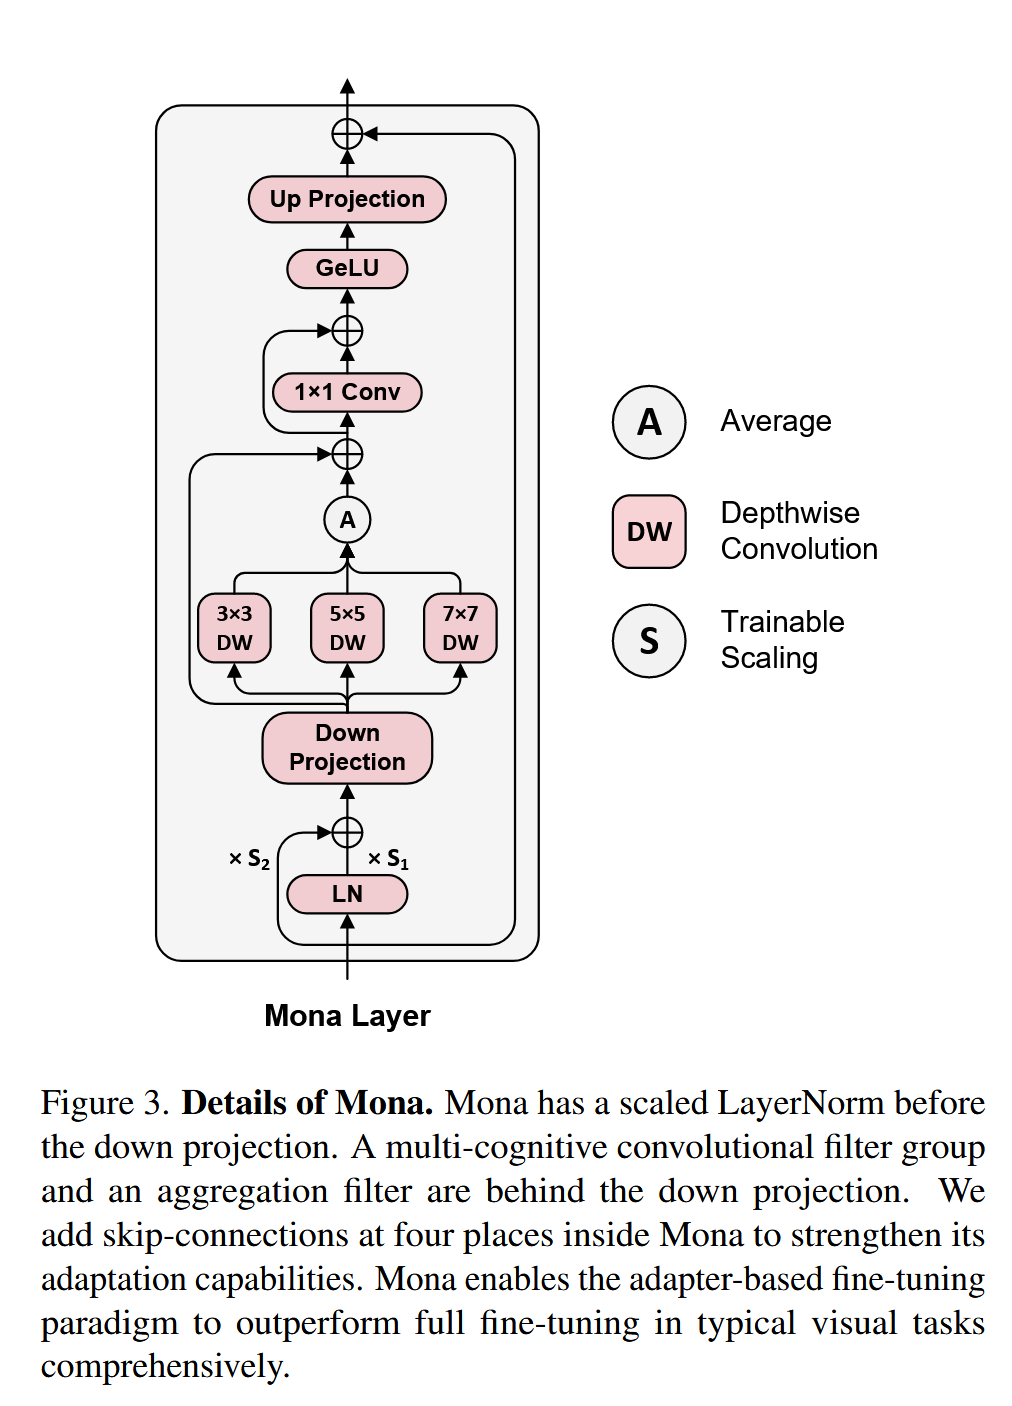 Up Projection
GeLU
1×1 Conv
A
3×3
DW
5×5
DW
7×7
DW
Down
Projection
× S₂
× S₁
LN
Mona Layer
A
Average
DW
Depthwise
Convolution
S
Trainable
Scaling
Figure 3. Details of Mona. Mona has a scaled LayerNorm before
the down projection. A multi-cognitive convolutional filter group
and an aggregation filter are behind the down projection. We
add skip-connections at four places inside Mona to strengthen its
adaptation capabilities. Mona enables the adapter-based fine-tuning
paradigm to outperform full fine-tuning in typical visual tasks
comprehensively.